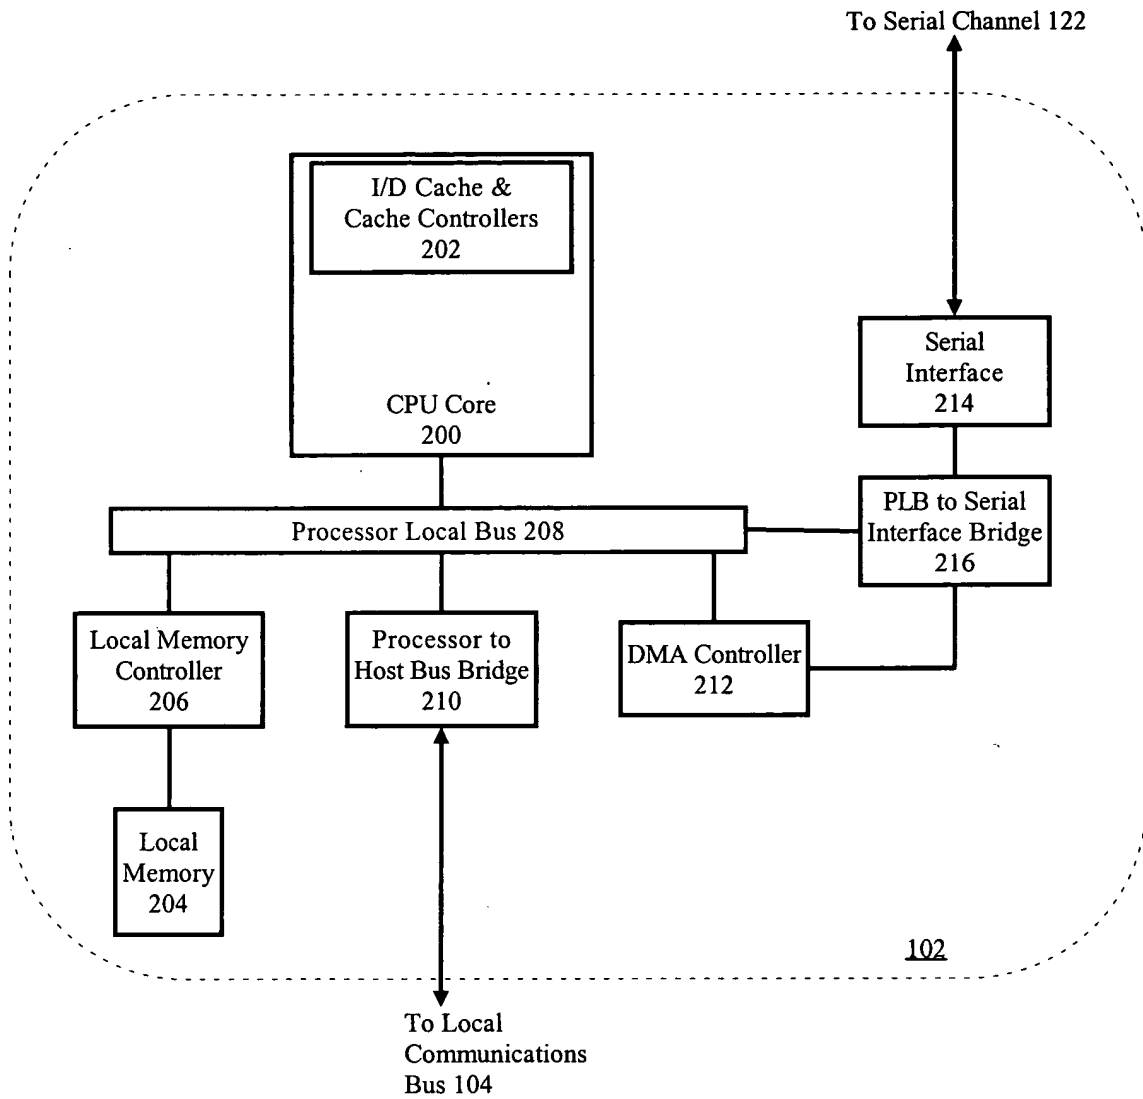 To Serial Channel 122
I/D Cache &
Cache Controllers
202
CPU Core
200
Serial
Interface
214
PLB to Serial
Interface Bridge
216
Processor Local Bus 208
Local Memory
Controller
206
Processor to
Host Bus Bridge
210
DMA Controller
212
Local
Memory
204
102
To Local
Communications
Bus 104